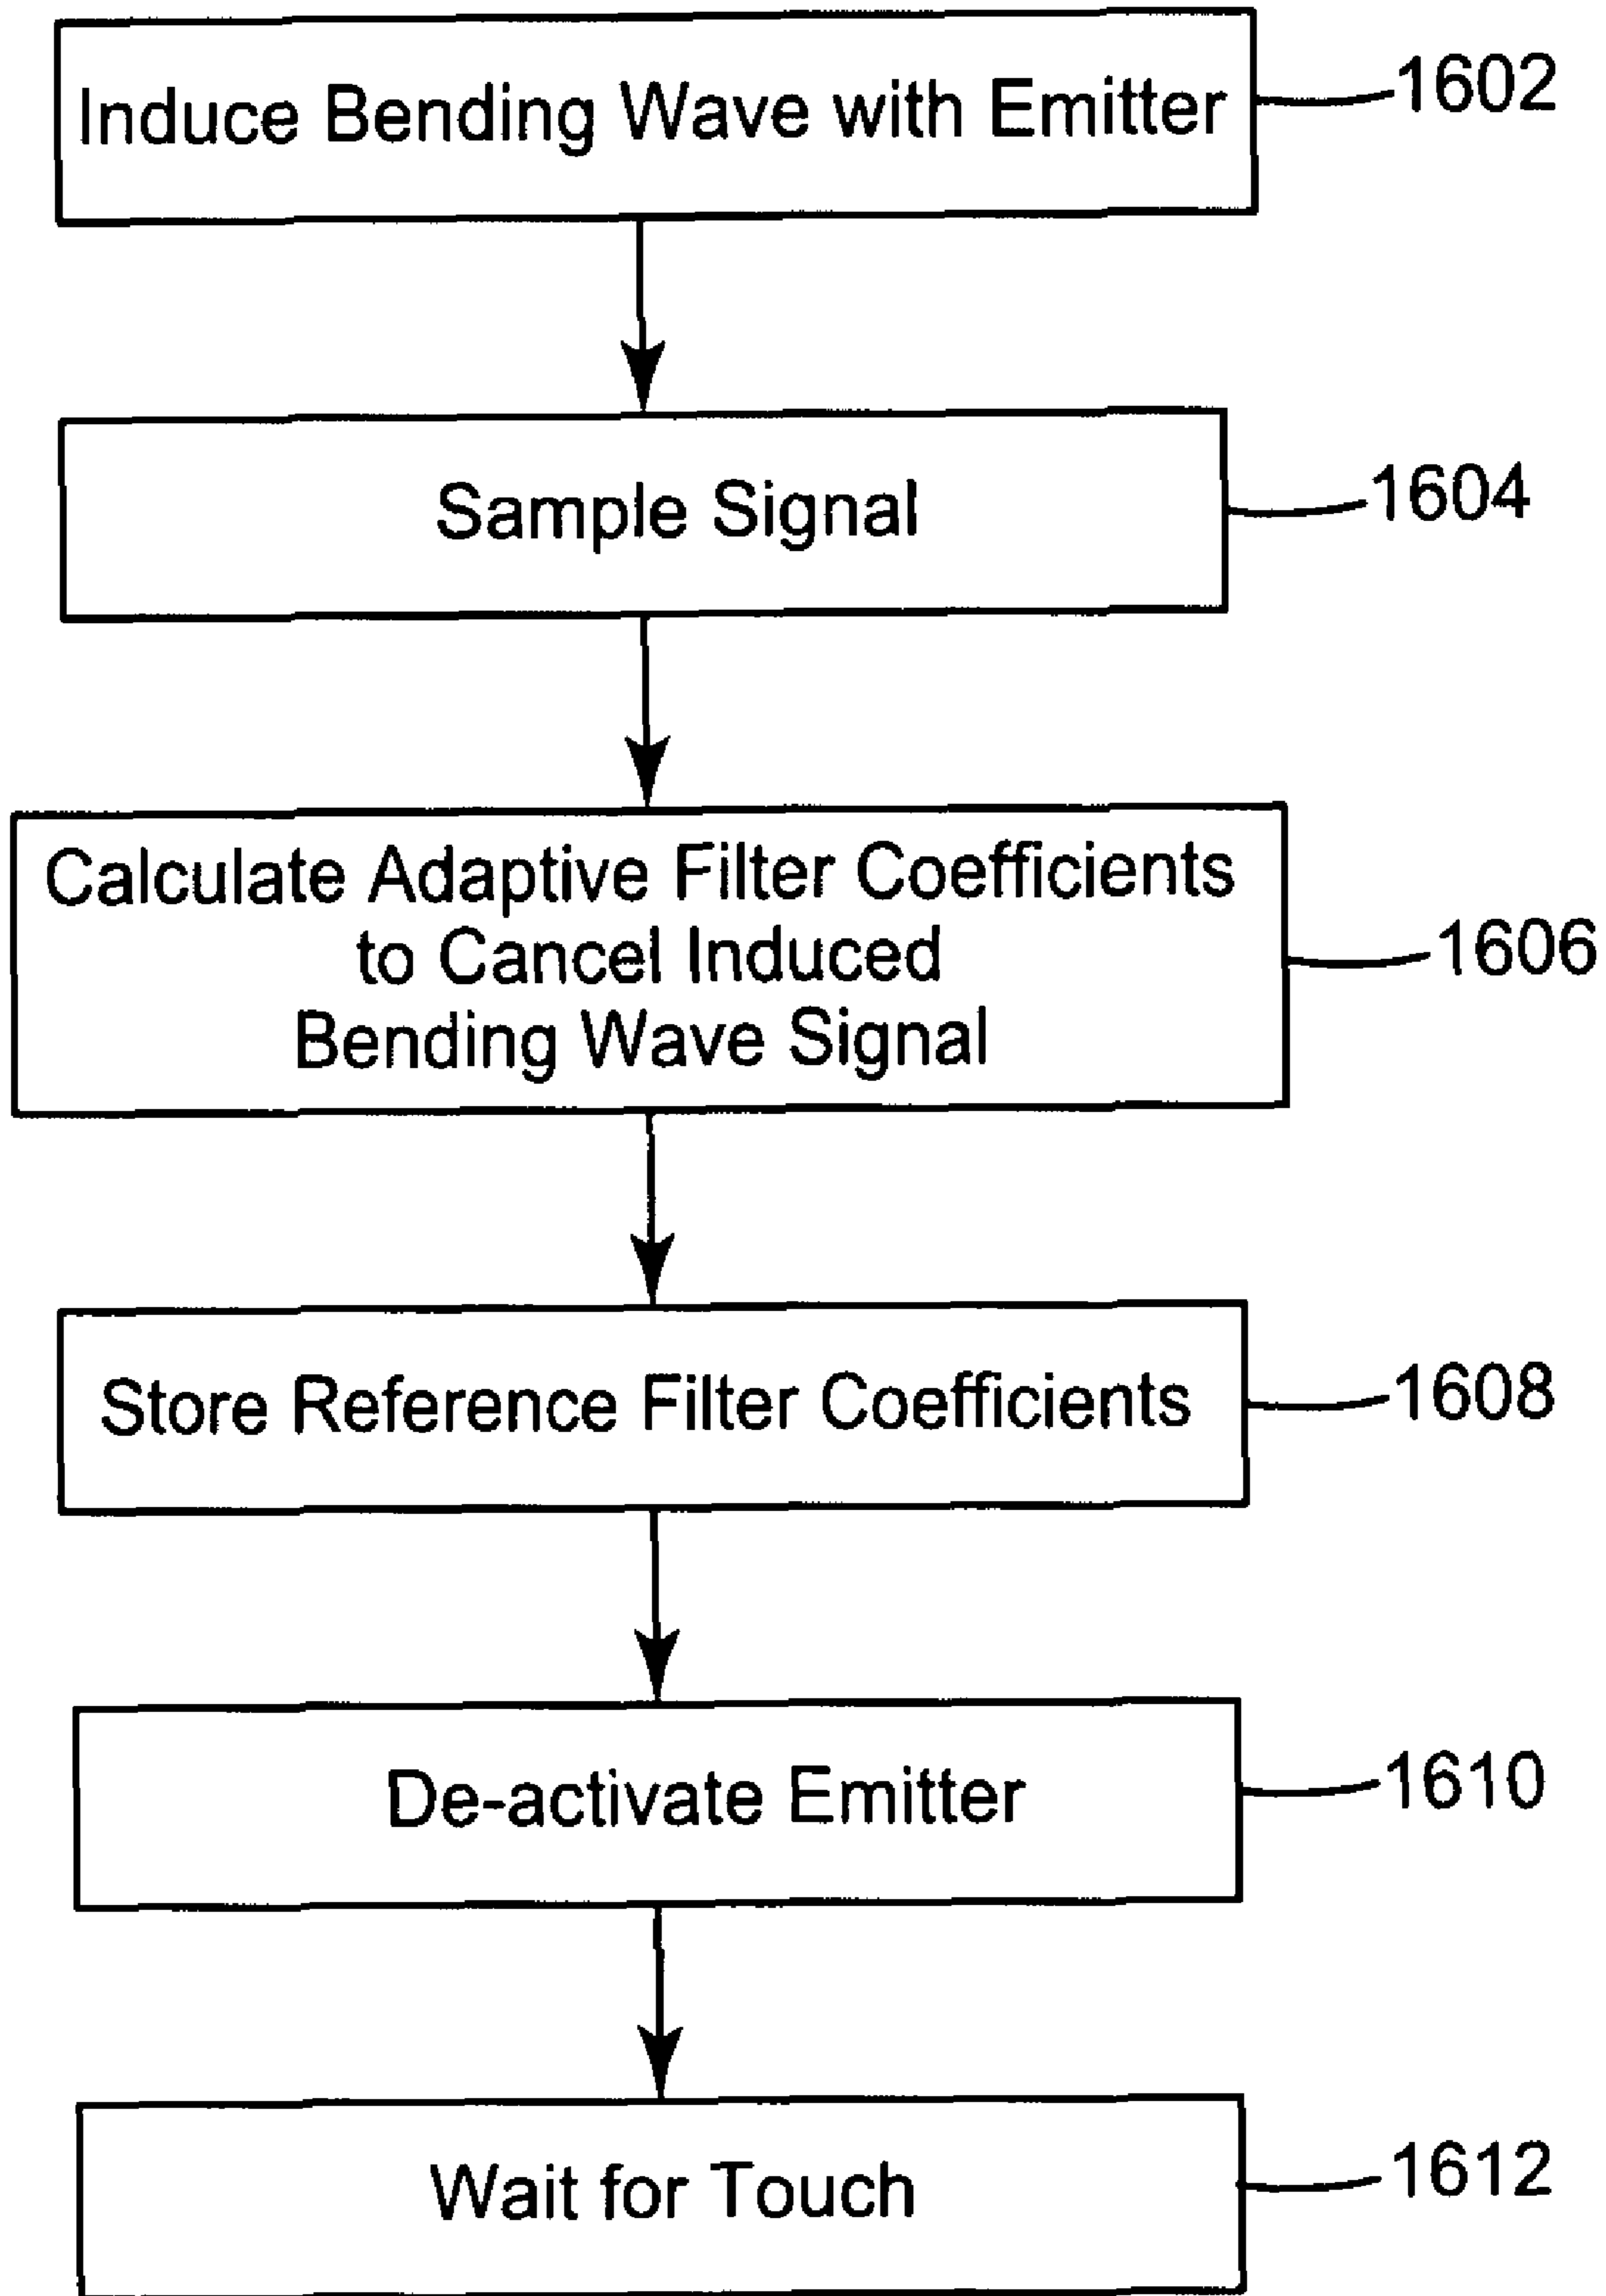 Induce Bending Wave with Emitter
1602
Sample Signal
1604
Calculate Adaptive Filter Coefficients
to Cancel Induced
Bending Wave Signal
1606
Store Reference Filter Coefficients
1608
De-activate Emitter
1610
Wait for Touch
1612